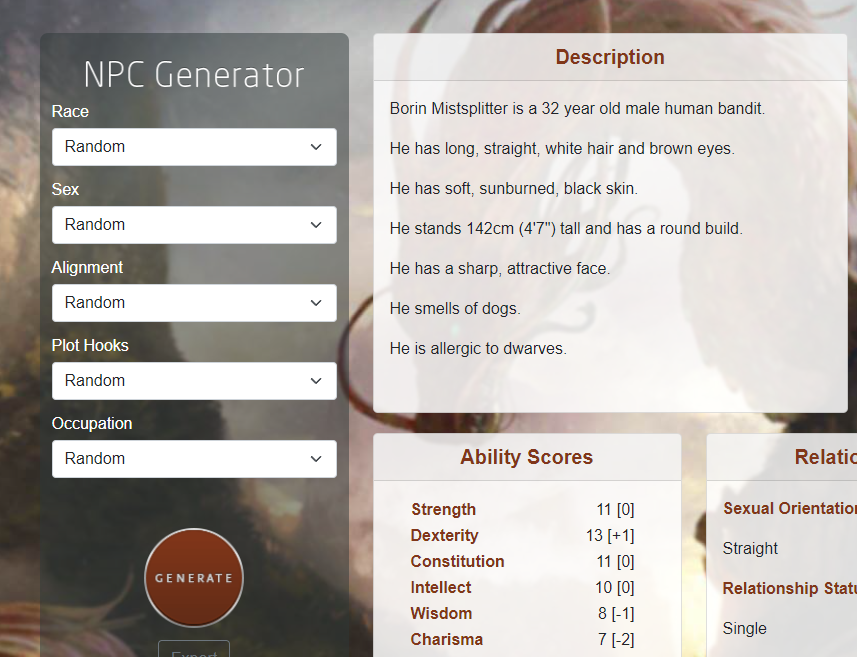 NPC Generator
Race
Random
Sex
Random
Alignment
Random
Plot Hooks
Random
Occupation
Random
GENERATE
Export
Description
Borin Mistsplitter is a 32 year old male human bandit.
He has long, straight, white hair and brown eyes.
He has soft, sunburned, black skin.
He stands 142cm (4'7") tall and has a round build.
He has a sharp, attractive face.
He smells of dogs.
He is allergic to dwarves.
Ability Scores
Strength 11 [0]
Dexterity 13 [+1]
Constitution 11 [0]
Intellect 10 [0]
Wisdom 8 [-1]
Charisma 7 [-2]
Relatio
Sexual Orientation
Straight
Relationship Statu
Single